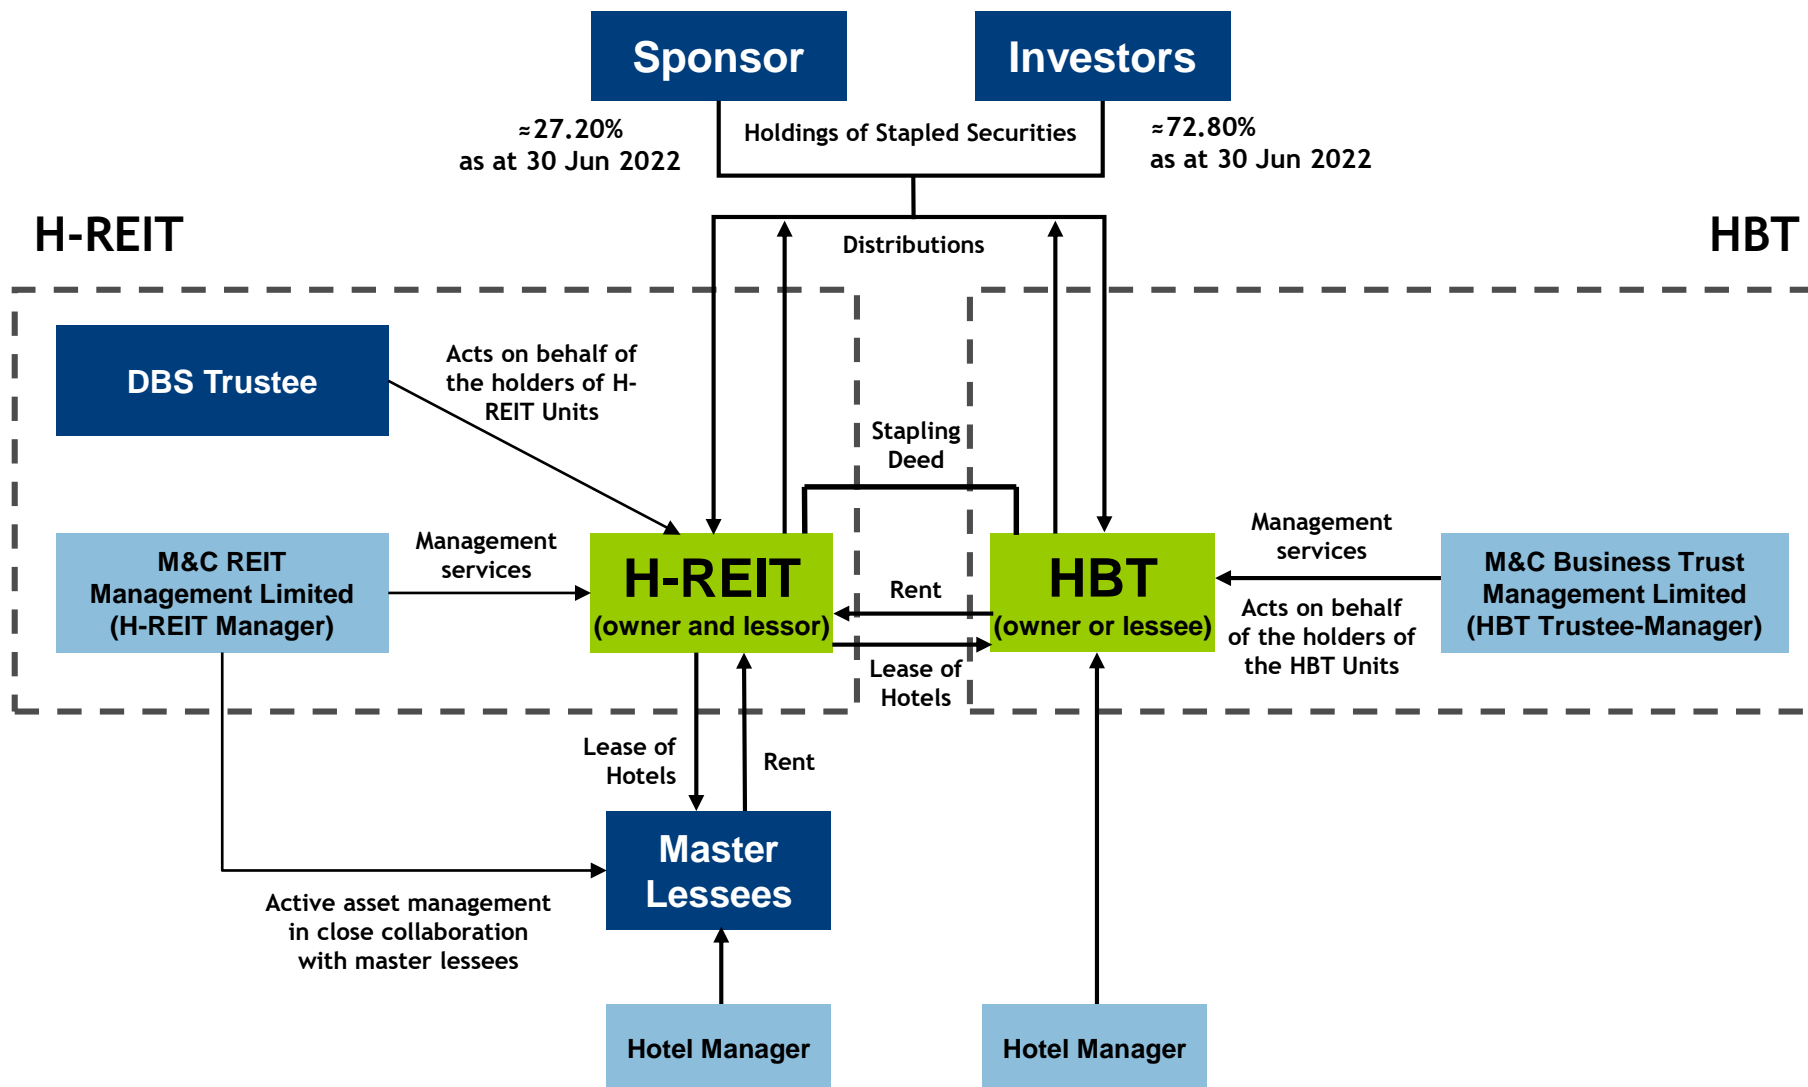 Sponsor
Investors
≈27.20%
as at 30 Jun 2022
Holdings of Stapled Securities
≈72.80%
as at 30 Jun 2022
H-REIT
HBT
Distributions
DBS Trustee
Acts on behalf of
the holders of H-
REIT Units
Stapling
Deed
M&C REIT
Management Limited
(H-REIT Manager)
Management
services
H-REIT
(owner and lessor)
Rent
Lease of
Hotels
HBT
(owner or lessee)
Management
services
Acts on behalf
of the holders of
the HBT Units
M&C Business Trust
Management Limited
(HBT Trustee-Manager)
Lease of
Hotels
Rent
Master
Lessees
Active asset management
in close collaboration
with master lessees
Hotel Manager
Hotel Manager